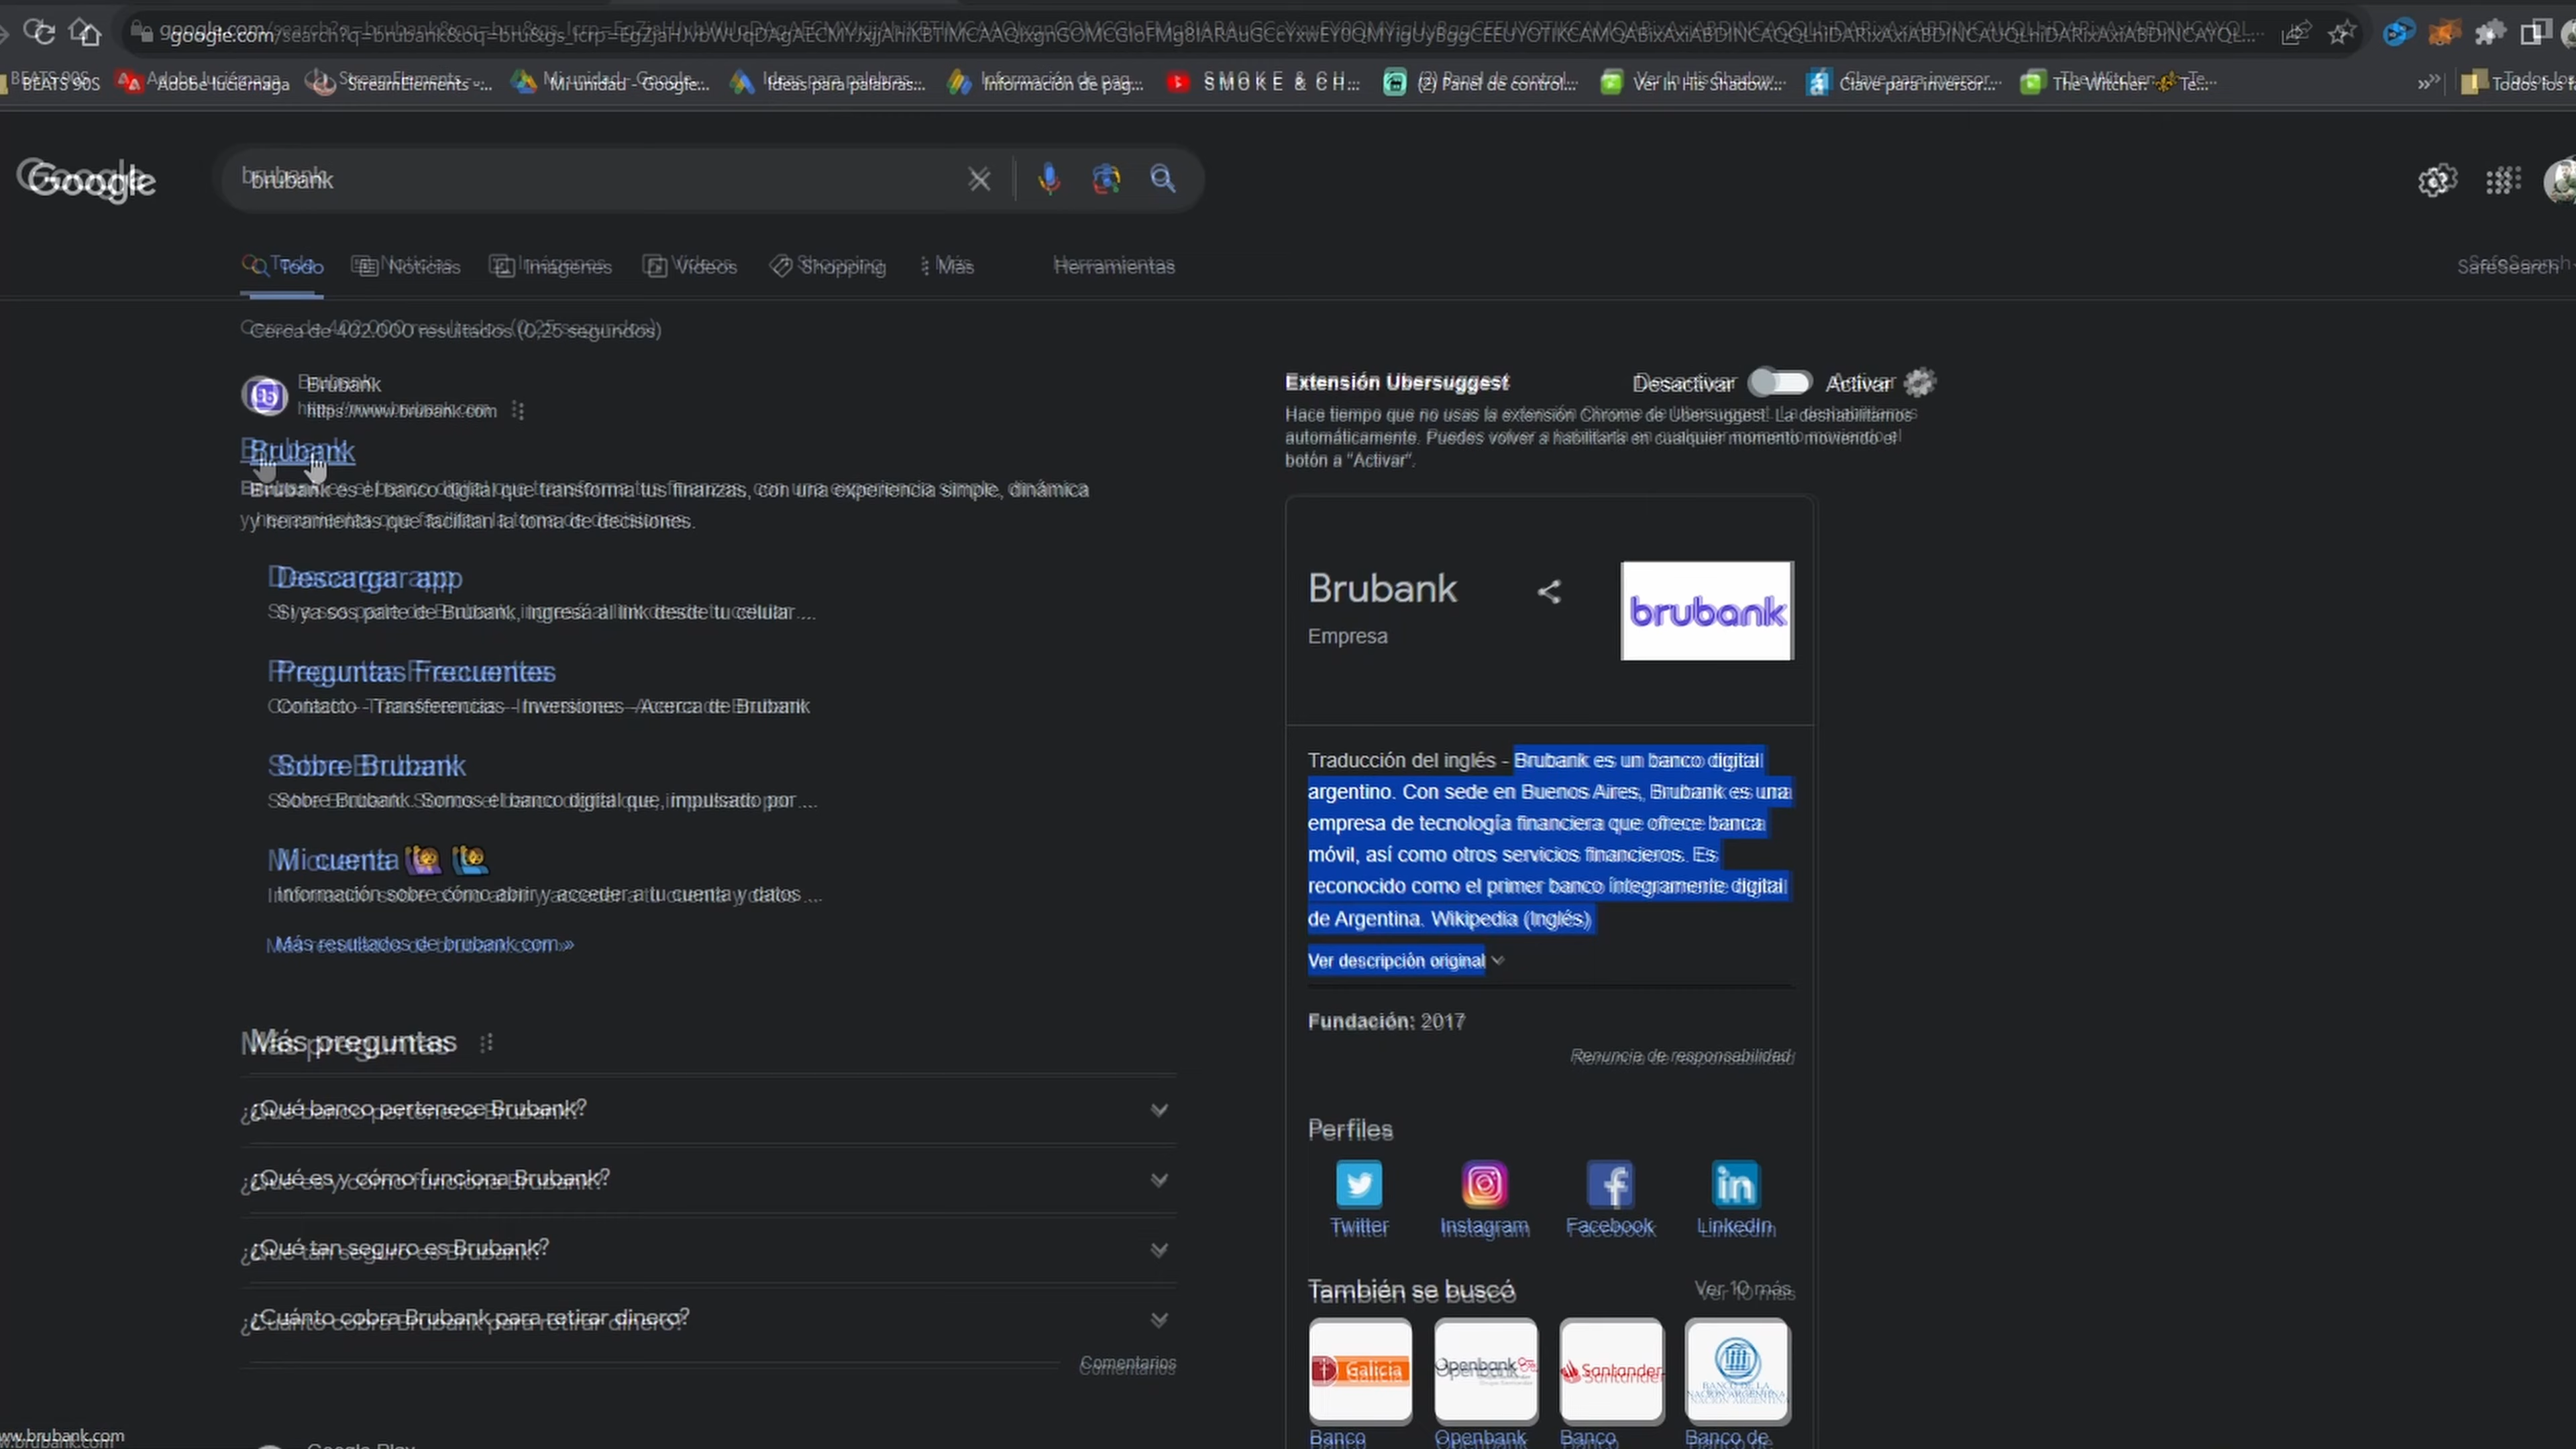 BEATS 90S Adobe luciérnaga StreamElements -... Mi unidad - Google... Ideas para palabras... Información de pag... S M O K E & C H... (2) Panel de control... Ver In His Shadow... Clave para inversor... The Witcher: Te... Todos los
Google brubank
Todo Noticias Imágenes Vídeos Shopping Más Herramientas SafeSearch
Cerca de 402.000 resultados (0,25 segundos)
Brubank
https://www.brubank.com
Brubank
Brubank es el banco digital que transforma tus finanzas, con una experiencia simple, dinámica
y herramientas que facilitan la toma de decisiones.
Descargar app
Si ya sos parte de Brubank, ingresá al link desde tu celular ...
Preguntas Frecuentes
Contacto - Transferencias - Inversiones - Acerca de Brubank
Sobre Brubank
Sobre Brubank. Somos el banco digital que, impulsado por ...
Mi cuenta 🙋 🙋‍♂️
Información sobre cómo abrir y acceder a tu cuenta y datos ...
Más resultados de brubank.com »
Más preguntas
¿Qué banco pertenece Brubank?
¿Qué es y cómo funciona Brubank?
¿Qué tan seguro es Brubank?
¿Cuánto cobra Brubank para retirar dinero?
Comentarios
Extensión Ubersuggest Desactivar Activar
Hace tiempo que no usas la extensión Chrome de Ubersuggest. La deshabilitamos
automáticamente. Puedes volver a habilitarla en cualquier momento moviendo el
botón a "Activar".
Brubank
Empresa
brubank
Traducción del inglés - Brubank es un banco digital
argentino. Con sede en Buenos Aires, Brubank es una
empresa de tecnología financiera que ofrece banca
móvil, así como otros servicios financieros. Es
reconocido como el primer banco íntegramente digital
de Argentina. Wikipedia (Inglés)
Ver descripción original
Fundación: 2017
Renuncia de responsabilidad
Perfiles
Twitter Instagram Facebook LinkedIn
También se buscó Ver 10 más
Galicia Openbank Santander BANCO DE LA
NACION ARGENTINA
Banco Openbank Banco Banco de
www.brubank.com